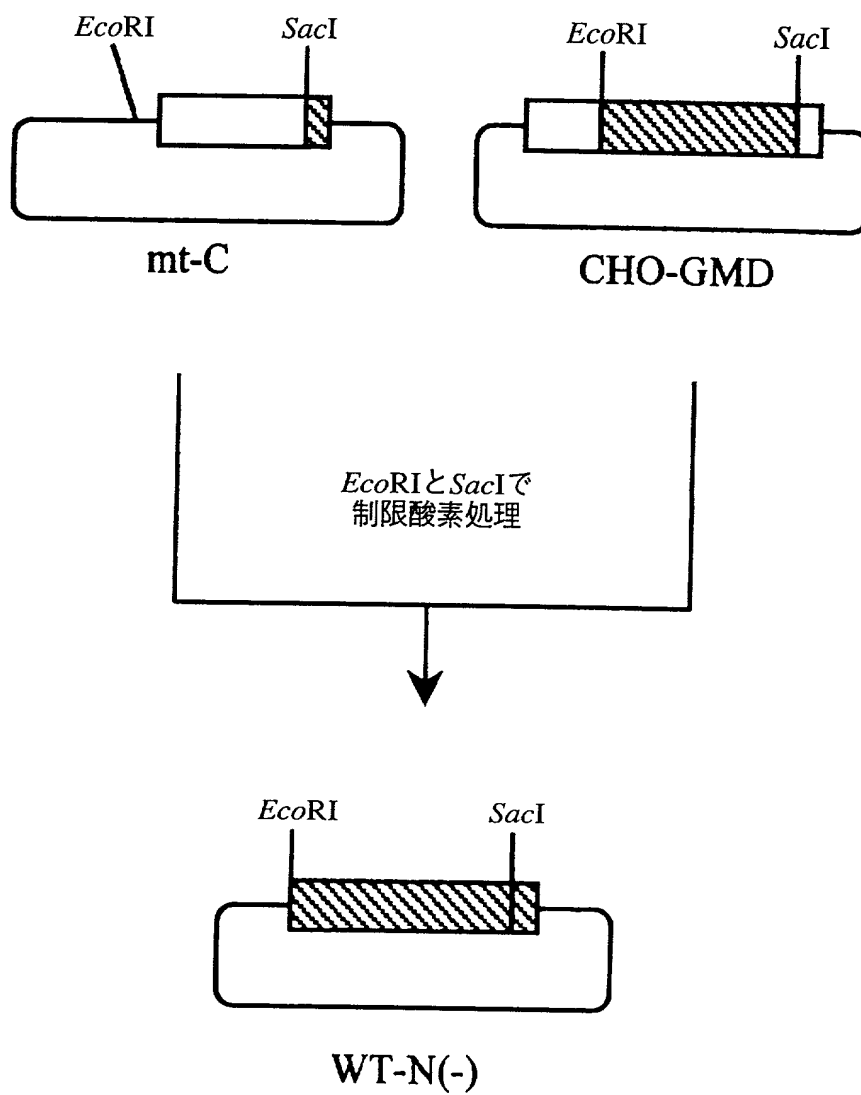 EcoRI SacI
EcoRI SacI
mt-C
CHO-GMD
EcoRIとSacIで
制限酸素処理
EcoRI SacI
WT-N(-)